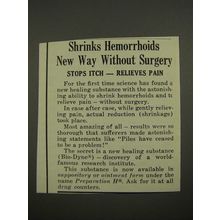 Shrinks Hemorrhoids
New Way Without Surgery
STOPS ITCH — RELIEVES PAIN
For the first time science has found a
new healing substance with the astonish-
ing ability to shrink hemorrhoids and to
relieve pain – without surgery.
In case after case, while gently reliev-
ing pain, actual reduction (shrinkage)
took place.
Most amazing of all – results were so
thorough that sufferers made astonish-
ing statements like "Piles have ceased
to be a problem!"
The secret is a new healing substance
(Bio-Dyne®) – discovery of a world-
famous research institute.
This substance is now available in
suppository or ointment form under the
name Preparation H®. Ask for it at all
drug counters.